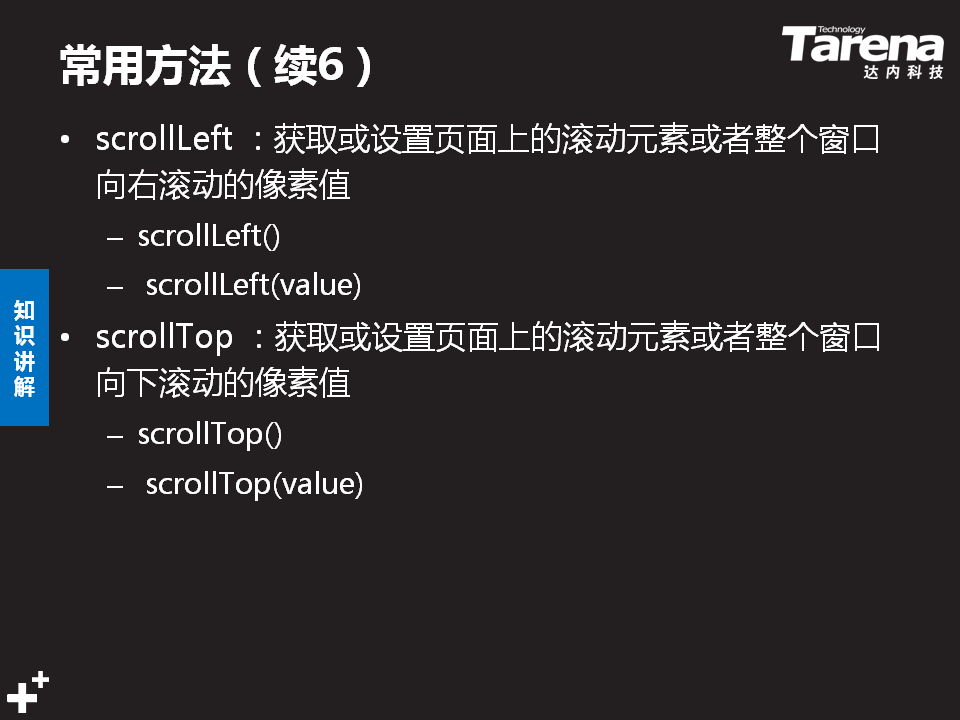 常用方法（续6）
Technology
Tarena
达内科技
• scrollLeft ：获取或设置页面上的滚动元素或者整个窗口
向右滚动的像素值
– scrollLeft()
– scrollLeft(value)
• scrollTop ：获取或设置页面上的滚动元素或者整个窗口
向下滚动的像素值
– scrollTop()
– scrollTop(value)
知识讲解